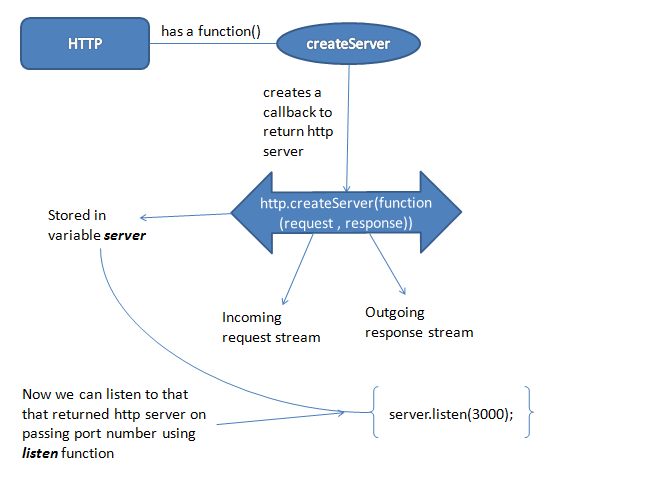 HTTP
has a function()
createServer
creates a
callback to
return http
server
http.createServer(function
(request , response))
Stored in
variable server
Incoming
request stream
Outgoing
response stream
Now we can listen to that
that returned http server on
passing port number using
listen function
server.listen(3000);